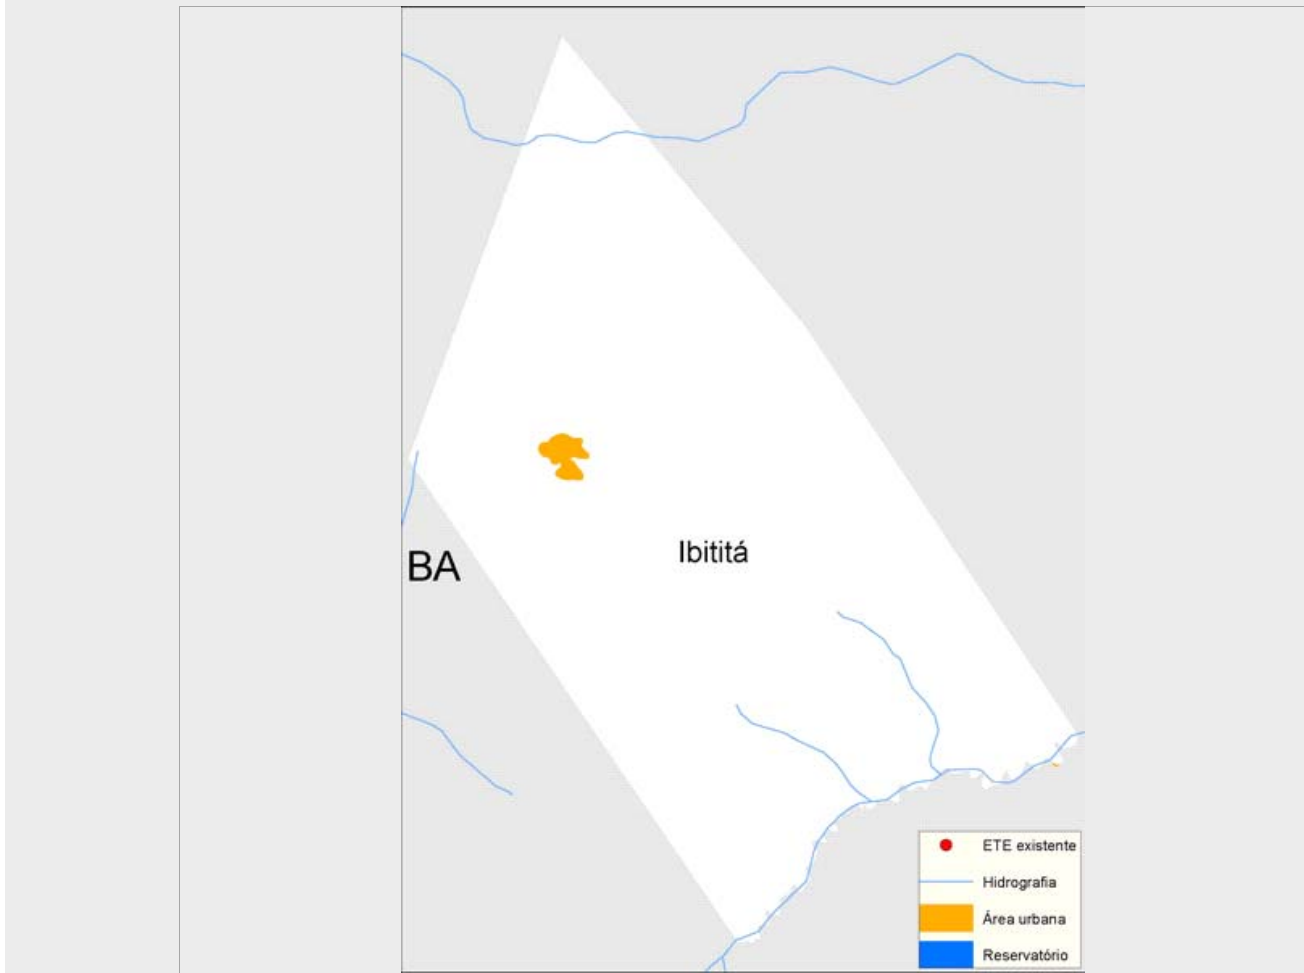 Ibititá
BA
ETE existente
Hidrografia
Área urbana
Reservatório